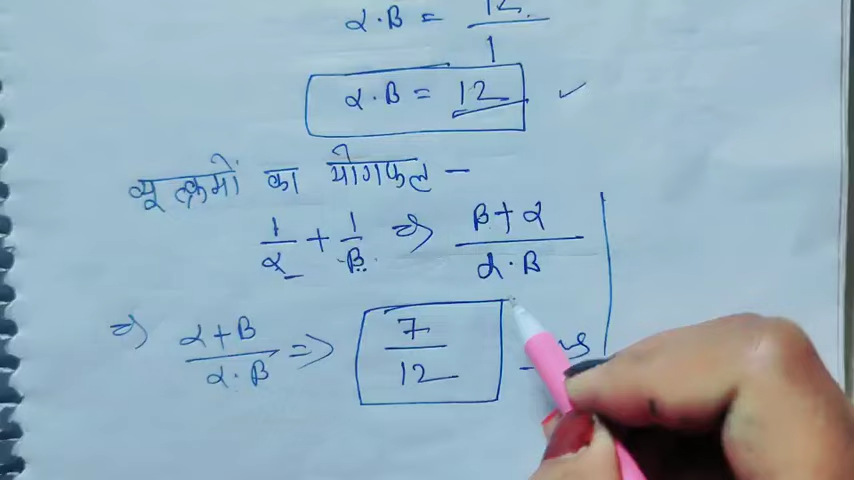 α·β = 12/1
α·β = 12 ✓
व्यूत्क्रमों का योगफल –
1/α + 1/β ⇒ β+α/α·β
⇒ α+β/α·β ⇒ 7/12